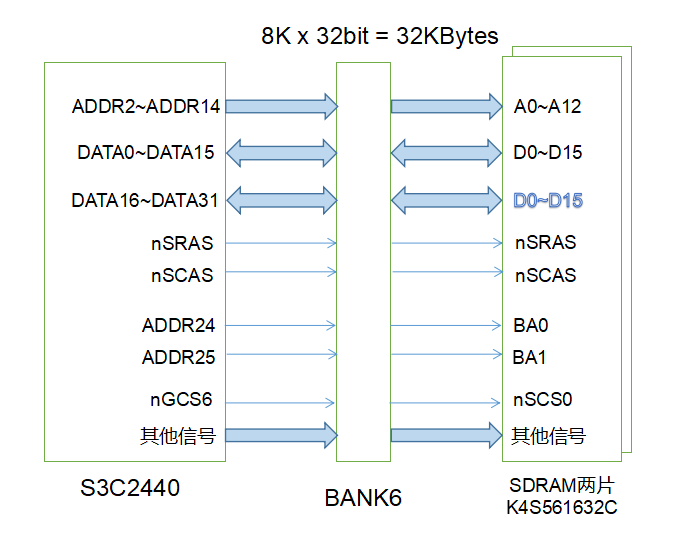 8K x 32bit = 32KBytes
ADDR2~ADDR14
A0~A12
DATA0~DATA15
D0~D15
DATA16~DATA31
D0~D15
nSRAS
nSRAS
nSCAS
nSCAS
ADDR24
BA0
ADDR25
BA1
nGCS6
nSCS0
其他信号
其他信号
S3C2440
BANK6
SDRAM两片
K4S561632C